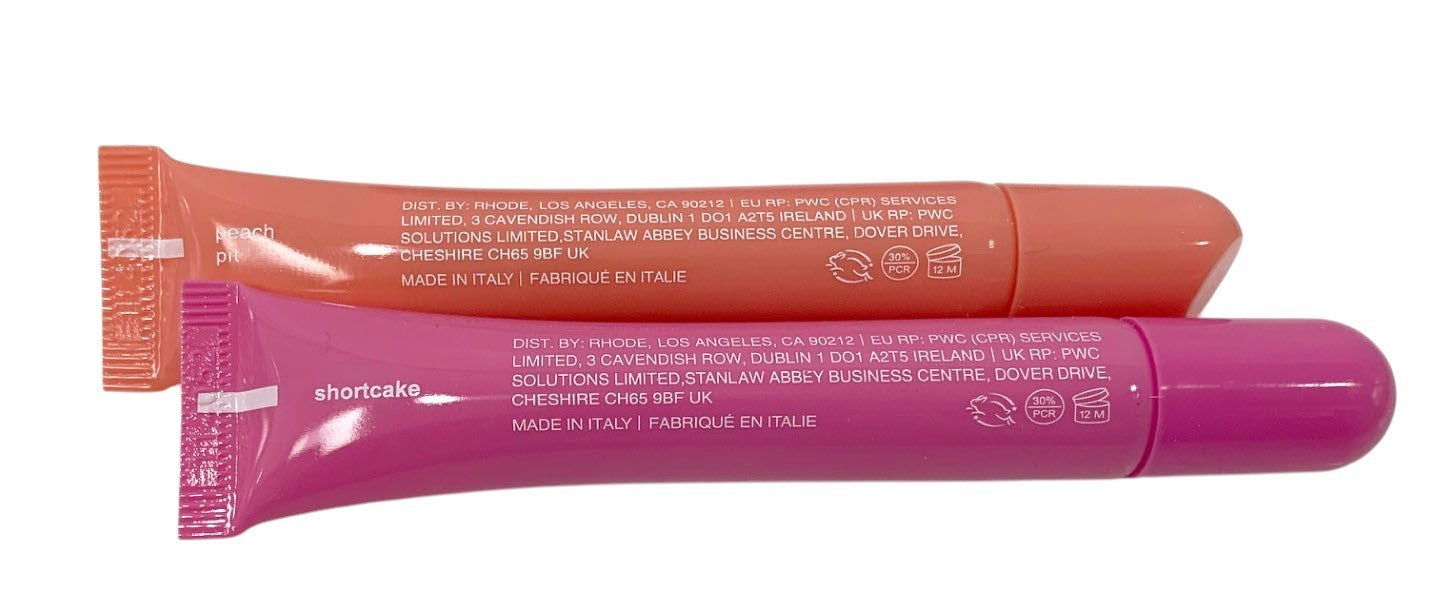 peach
pit
DIST. BY: RHODE, LOS ANGELES, CA 90212 | EU RP: PWC (CPR) SERVICES
LIMITED, 3 CAVENDISH ROW, DUBLIN 1 DO1 A2T5 IRELAND | UK RP: PWC
SOLUTIONS LIMITED,STANLAW ABBEY BUSINESS CENTRE, DOVER DRIVE,
CHESHIRE CH65 9BF UK
MADE IN ITALY | FABRIQUÉ EN ITALIE
30%
PCR
12 M
shortcake
DIST. BY: RHODE, LOS ANGELES, CA 90212 | EU RP: PWC (CPR) SERVICES
LIMITED, 3 CAVENDISH ROW, DUBLIN 1 DO1 A2T5 IRELAND | UK RP: PWC
SOLUTIONS LIMITED,STANLAW ABBEY BUSINESS CENTRE, DOVER DRIVE,
CHESHIRE CH65 9BF UK
MADE IN ITALY | FABRIQUÉ EN ITALIE
30%
PCR
12 M